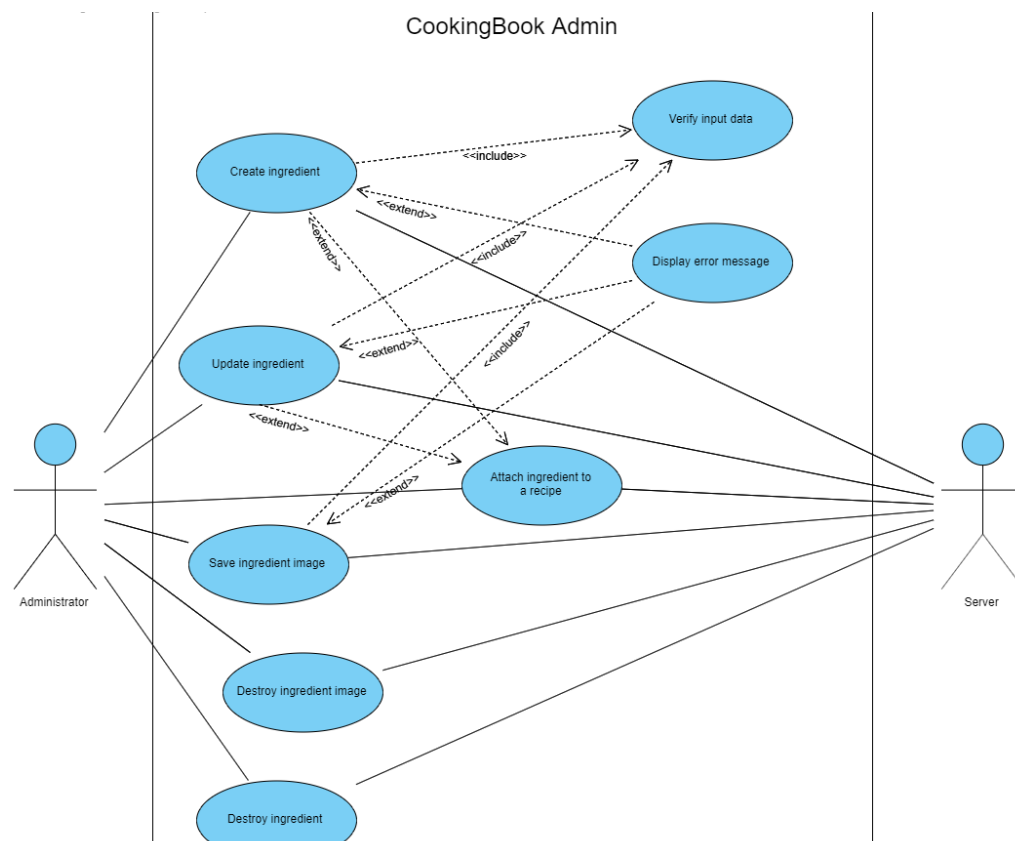 CookingBook Admin
Verify input data
<<include>>
Create ingredient
<<extend>>
<<extend>>
<<include>>
Display error message
<<include>>
<<extend>>
Update ingredient
<<extend>>
Attach ingredient to
a recipe
<<extend>>
Save ingredient image
Administrator
Server
Destroy ingredient image
Destroy ingredient